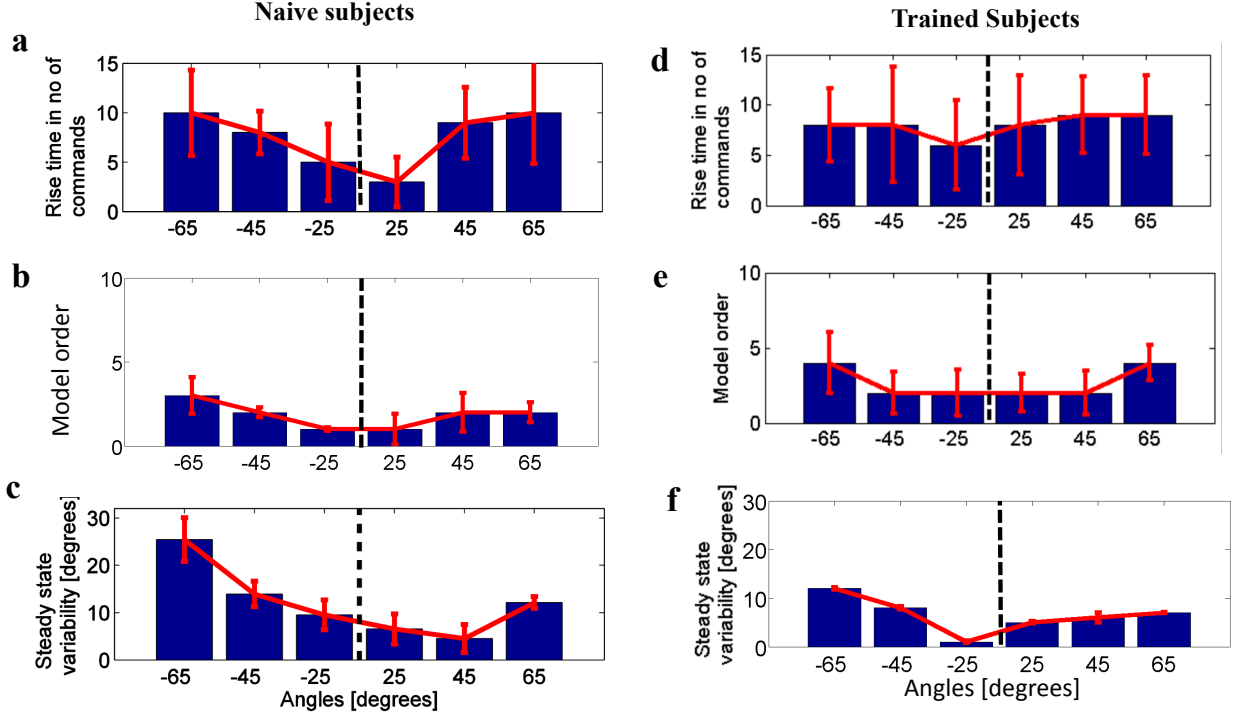 Naive subjects
a
Rise time in no of
commands
15
10
5
0
-65 -45 -25 25 45 65
b
Model order
10
5
0
-65 -45 -25 25 45 65
c
Steady state
variability [degrees]
30
20
10
0
-65 -45 -25 25 45 65
Angles [degrees]
Trained Subjects
d
Rise time in no of
commands
15
10
5
0
-65 -45 -25 25 45 65
e
Model order
10
5
0
-65 -45 -25 25 45 65
f
Steady state
variability [degrees]
30
20
10
0
-65 -45 -25 25 45 65
Angles [degrees]